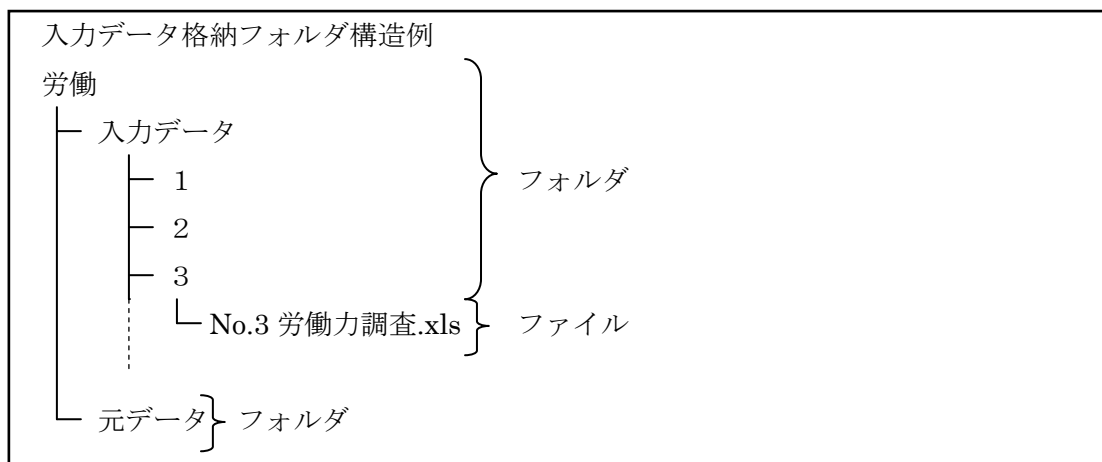 入力データ格納フォルダ構造例
労働
入力データ
1
フォルダ
2
3
No.3 労働力調査.xls
ファイル
元データ
フォルダ